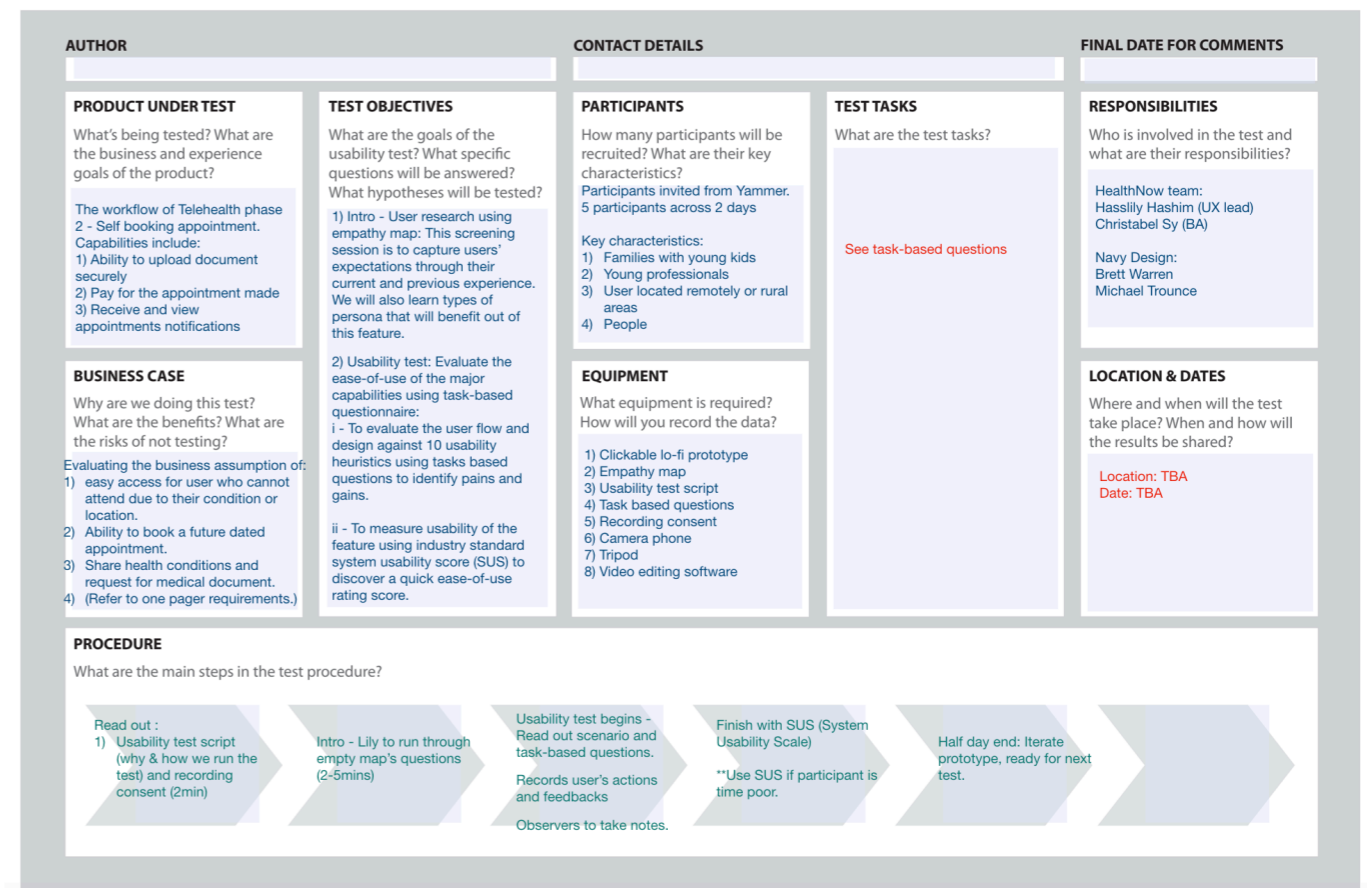 AUTHOR
CONTACT DETAILS
FINAL DATE FOR COMMENTS
PRODUCT UNDER TEST
What's being tested? What are
the business and experience
goals of the product?
The workflow of Telehealth phase
2 - Self booking appointment.
Capabilities include:
1) Ability to upload document
securely
2) Pay for the appointment made
3) Receive and view
appointments notifications
BUSINESS CASE
Why are we doing this test?
What are the benefits? What are
the risks of not testing?
Evaluating the business assumption of:
1) easy access for user who cannot
attend due to their condition or
location.
2) Ability to book a future dated
appointment.
3) Share health conditions and
request for medical document.
4) (Refer to one pager requirements.)
TEST OBJECTIVES
What are the goals of the
usability test? What specific
questions will be answered?
What hypotheses will be tested?
1) Intro - User research using
empathy map: This screening
session is to capture users'
expectations through their
current and previous experience.
We will also learn types of
persona that will benefit out of
this feature.
2) Usability test: Evaluate the
ease-of-use of the major
capabilities using task-based
questionnaire:
i - To evaluate the user flow and
design against 10 usability
heuristics using tasks based
questions to identify pains and
gains.
ii - To measure usability of the
feature using industry standard
system usability score (SUS) to
discover a quick ease-of-use
rating score.
PARTICIPANTS
How many participants will be
recruited? What are their key
characteristics?
Participants invited from Yammer.
5 participants across 2 days
Key characteristics:
1) Families with young kids
2) Young professionals
3) User located remotely or rural
areas
4) People
EQUIPMENT
What equipment is required?
How will you record the data?
1) Clickable lo-fi prototype
2) Empathy map
3) Usability test script
4) Task based questions
5) Recording consent
6) Camera phone
7) Tripod
8) Video editing software
TEST TASKS
What are the test tasks?
See task-based questions
RESPONSIBILITIES
Who is involved in the test and
what are their responsibilities?
HealthNow team:
Hasslily Hashim (UX lead)
Christabel Sy (BA)
Navy Design:
Brett Warren
Michael Trounce
LOCATION & DATES
Where and when will the test
take place? When and how will
the results be shared?
Location: TBA
Date: TBA
PROCEDURE
What are the main steps in the test procedure?
Read out :
1) Usability test script
(why & how we run the
test) and recording
consent (2min)
Intro - Lily to run through
empty map's questions
(2-5mins)
Usability test begins -
Read out scenario and
task-based questions.
Records user's actions
and feedbacks
Observers to take notes.
Finish with SUS (System
Usability Scale)
**Use SUS if participant is
time poor.
Half day end: Iterate
prototype, ready for next
test.